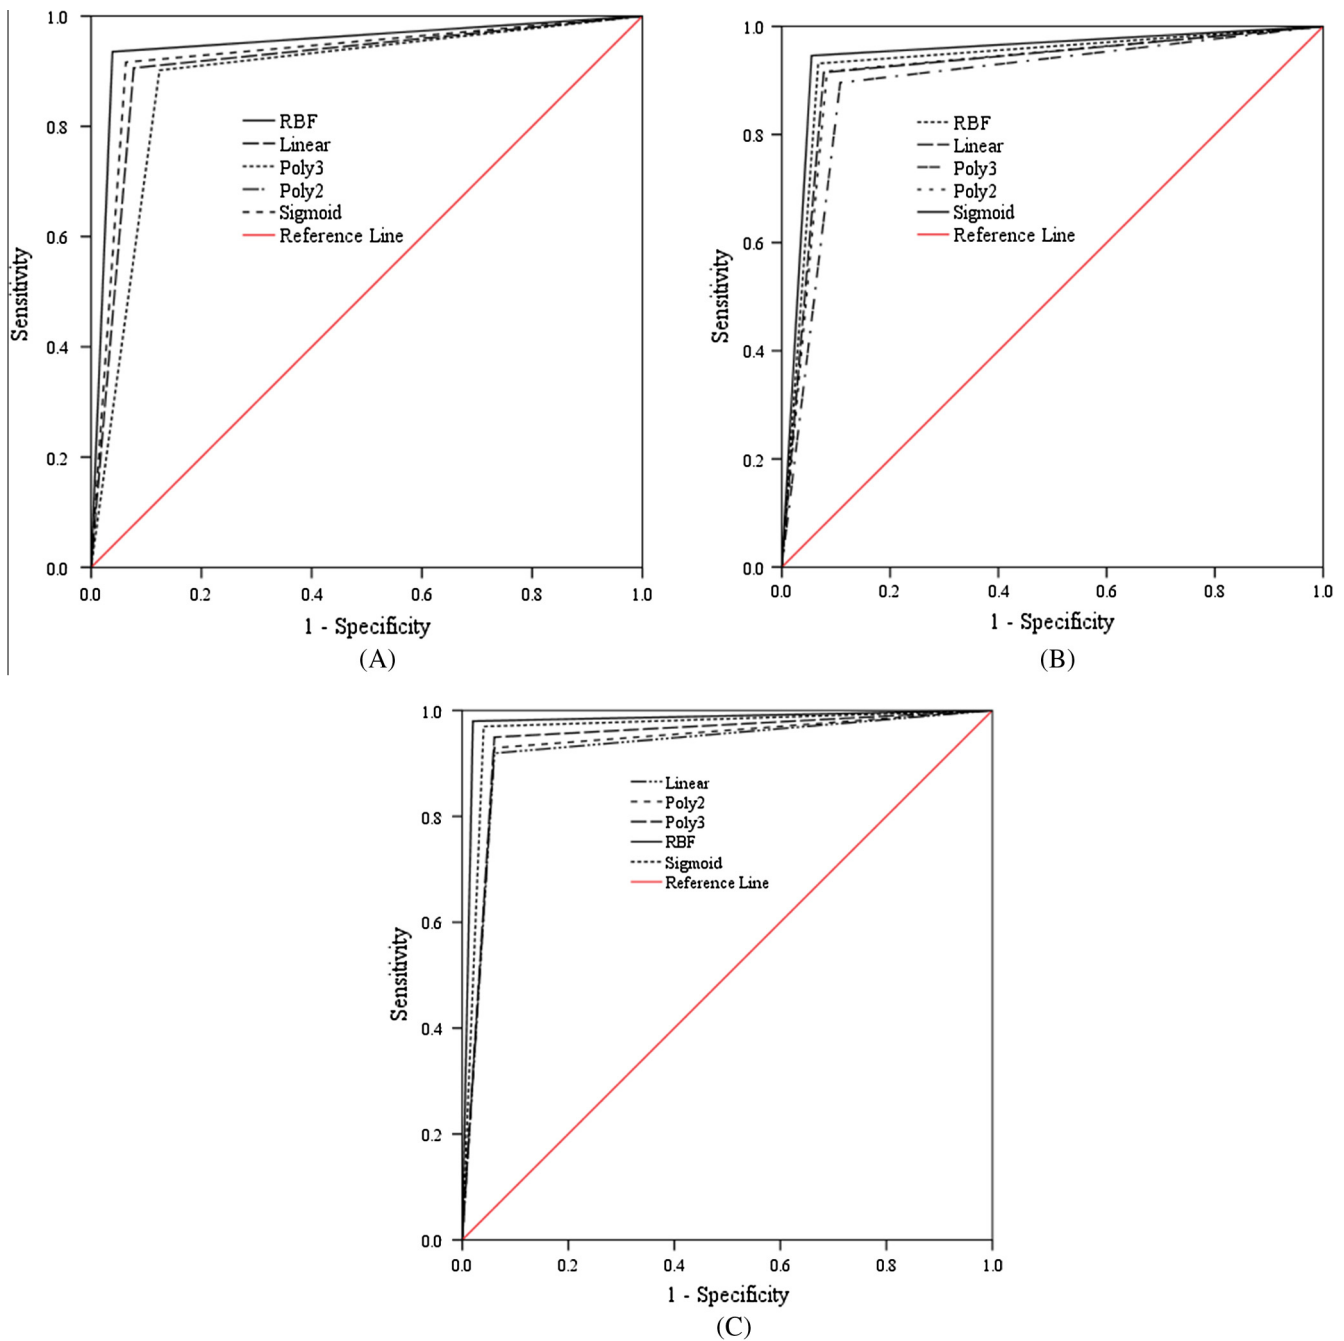 1.0
0.8
0.6
0.4
0.2
0.0
Sensitivity
RBF
Linear
Poly3
Poly2
Sigmoid
Reference Line
0.0 0.2 0.4 0.6 0.8 1.0
1 - Specificity
(A)
1.0
0.8
0.6
0.4
0.2
0.0
Sensitivity
RBF
Linear
Poly3
Poly2
Sigmoid
Reference Line
0.0 0.2 0.4 0.6 0.8 1.0
1 - Specificity
(B)
1.0
0.8
0.6
0.4
0.2
0.0
Sensitivity
Linear
Poly2
Poly3
RBF
Sigmoid
Reference Line
0.0 0.2 0.4 0.6 0.8 1.0
1 - Specificity
(C)